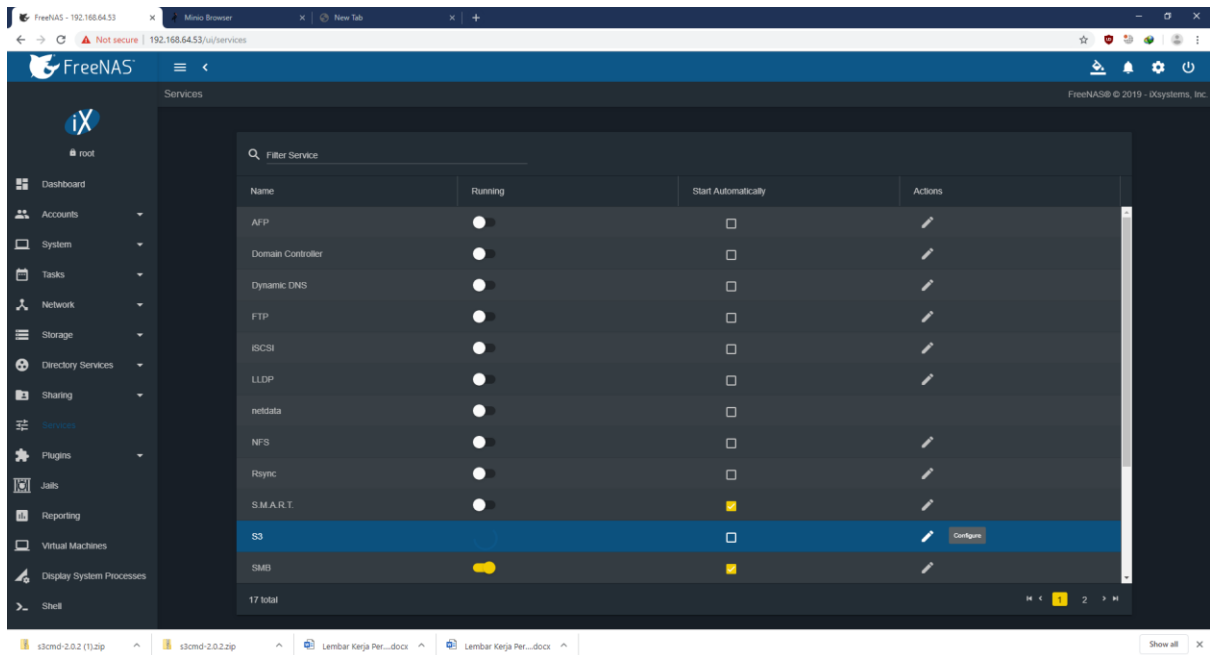 FreeNAS - 192.168.64.53
Minio Browser
New Tab
Not secure
192.168.64.53/ui/services
FreeNAS
Services
FreeNAS® © 2019 - iXsystems, Inc.
iX
root
Dashboard
Accounts
System
Tasks
Network
Storage
Directory Services
Sharing
Services
Plugins
Jails
Reporting
Virtual Machines
Display System Processes
Shell
Filter Service
Name Running Start Automatically Actions
AFP
Domain Controller
Dynamic DNS
FTP
iSCSI
LLDP
netdata
NFS
Rsync
S.M.A.R.T.
S3 Configure
SMB
17 total 1 2
s3cmd-2.0.2 (1).zip
s3cmd-2.0.2.zip
Lembar Kerja Per....docx
Lembar Kerja Per....docx
Show all